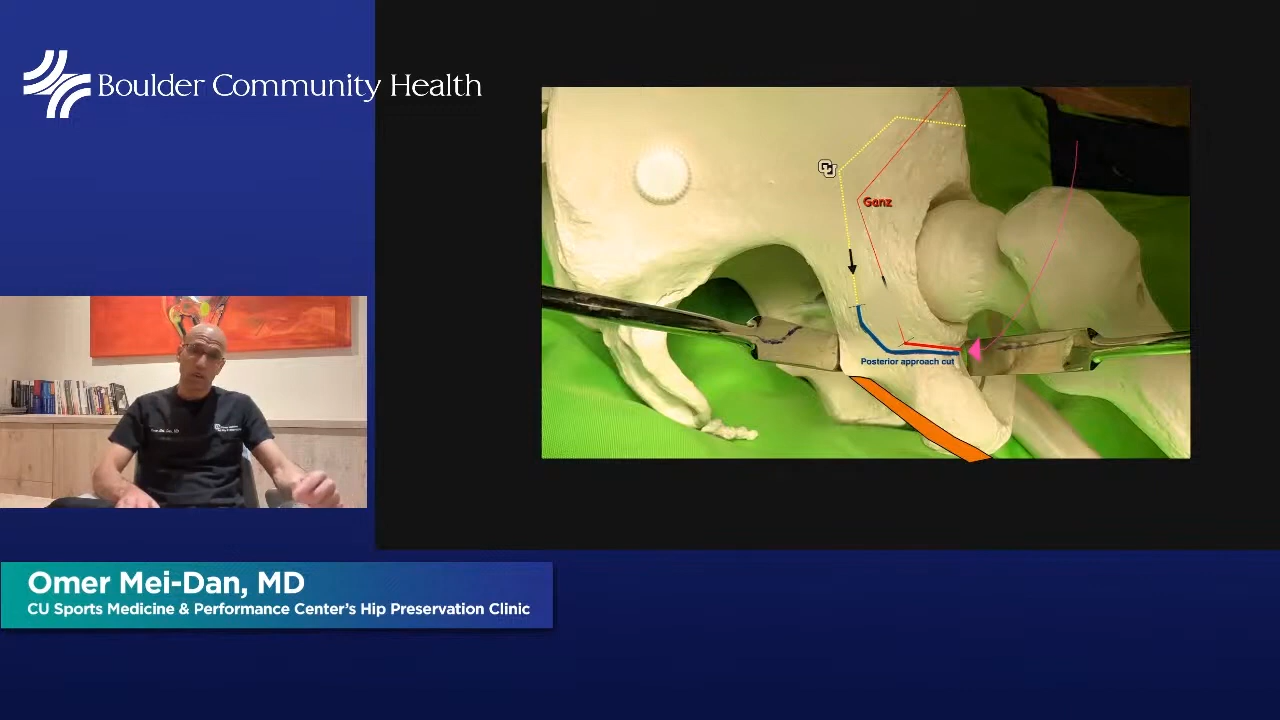 Boulder Community Health
CU
Ganz
Posterior approach cut
Omer Mei-Dan, MD
CU Sports Medicine & Performance Center's Hip Preservation Clinic